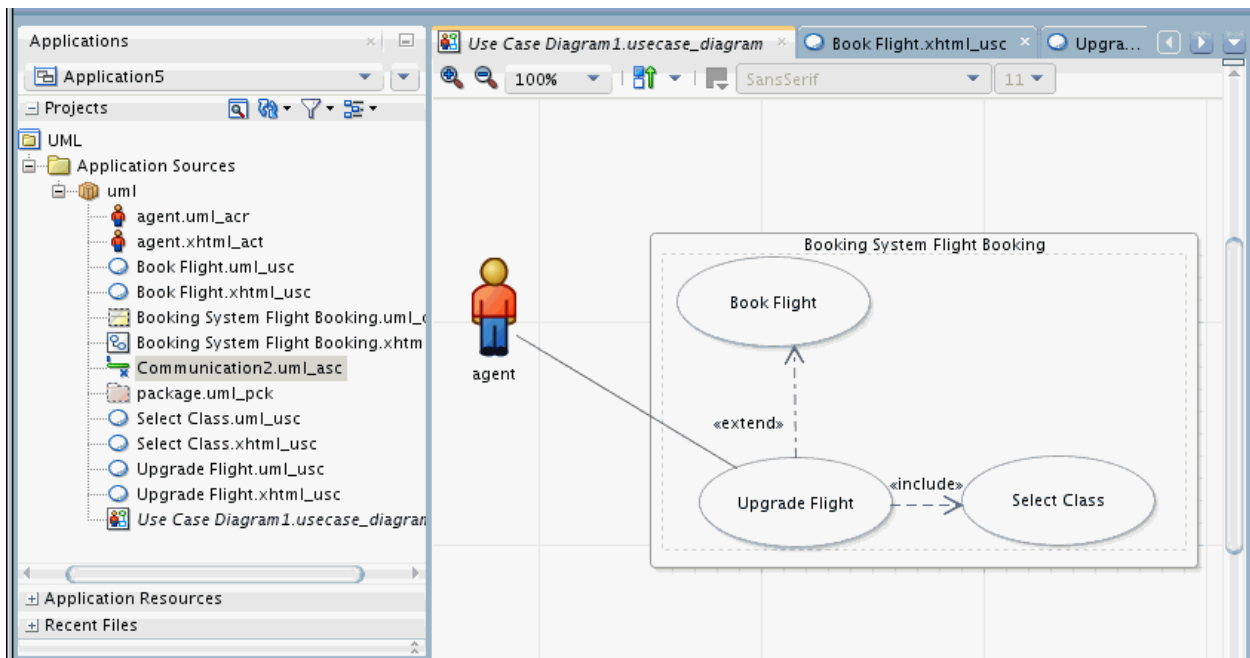 Applications
Application5
Projects
UML
Application Sources
uml
agent.uml_acr
agent.xhtml_act
Book Flight.uml_usc
Book Flight.xhtml_usc
Booking System Flight Booking.uml_
Booking System Flight Booking.xhtm
Communication2.uml_asc
package.uml_pck
Select Class.uml_usc
Select Class.xhtml_usc
Upgrade Flight.uml_usc
Upgrade Flight.xhtml_usc
Use Case Diagram1.usecase_diagran
Application Resources
Recent Files
Use Case Diagram1.usecase_diagram
Book Flight.xhtml_usc
Upgra...
100%
SansSerif
11
Booking System Flight Booking
Book Flight
agent
«extend»
«include»
Upgrade Flight
Select Class